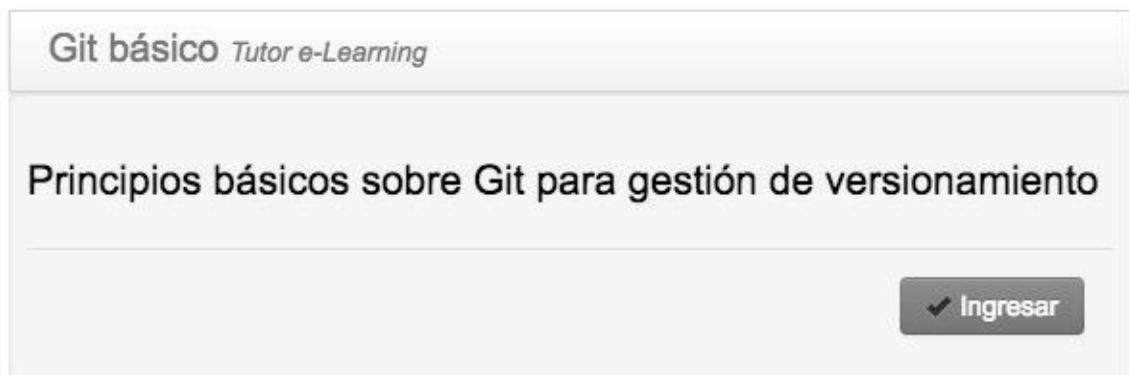 Git básico Tutor e-Learning
Principios básicos sobre Git para gestión de versionamiento
Ingresar